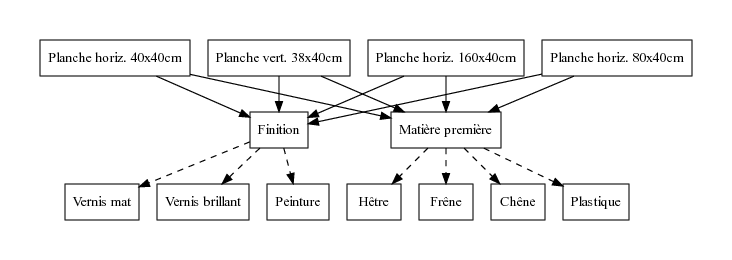 Planche horiz. 40x40cm
Planche vert. 38x40cm
Planche horiz. 160x40cm
Planche horiz. 80x40cm
Finition
Matière première
Vernis mat
Vernis brillant
Peinture
Hêtre
Frêne
Chêne
Plastique